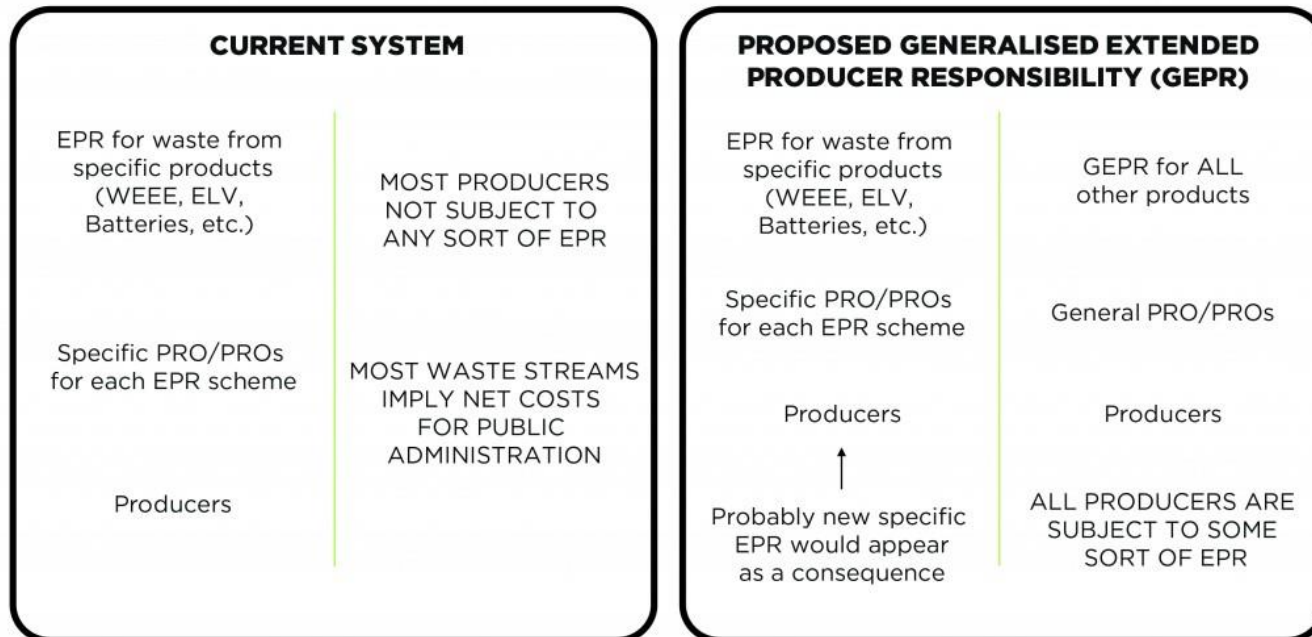 CURRENT SYSTEM
EPR for waste from
specific products
(WEEE, ELV,
Batteries, etc.)
Specific PRO/PROs
for each EPR scheme
Producers
MOST PRODUCERS
NOT SUBJECT TO
ANY SORT OF EPR
MOST WASTE STREAMS
IMPLY NET COSTS
FOR PUBLIC
ADMINISTRATION
PROPOSED GENERALISED EXTENDED
PRODUCER RESPONSIBILITY (GEPR)
EPR for waste from
specific products
(WEEE, ELV,
Batteries, etc.)
Specific PRO/PROs
for each EPR scheme
Producers
Probably new specific
EPR would appear
as a consequence
GEPR for ALL
other products
General PRO/PROs
Producers
ALL PRODUCERS ARE
SUBJECT TO SOME
SORT OF EPR